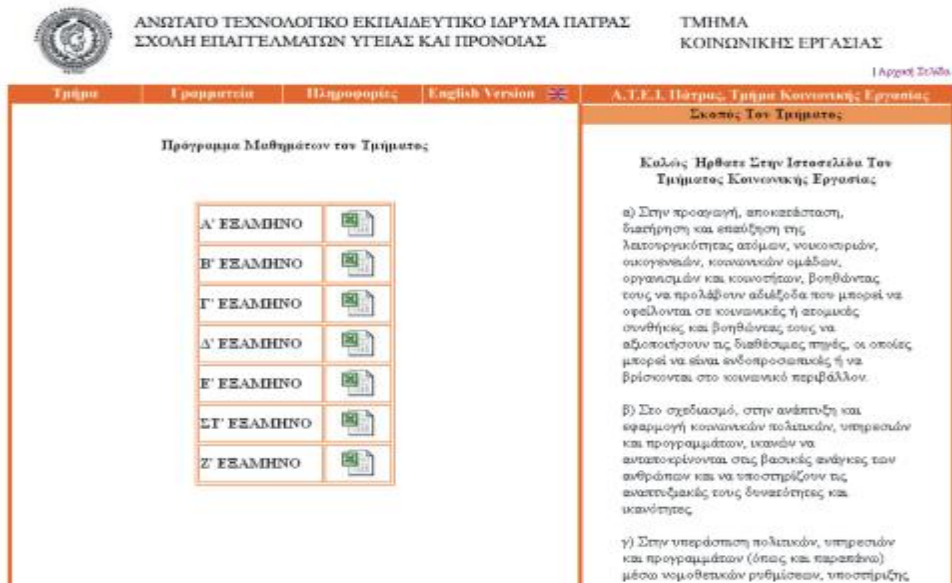 ΑΝΩΤΑΤΟ ΤΕΧΝΟΛΟΓΙΚΟ ΕΚΠΑΙΔΕΥΤΙΚΟ ΙΔΡΥΜΑ ΠΑΤΡΑΣ
ΣΧΟΛΗ ΕΠΑΓΓΕΛΜΑΤΩΝ ΥΓΕΙΑΣ ΚΑΙ ΠΡΟΝΟΙΑΣ
ΤΜΗΜΑ
ΚΟΙΝΩΝΙΚΗΣ ΕΡΓΑΣΙΑΣ
| Αρχική Σελίδα
Τμήμα Γραμματεία Πληροφορίες English Version
Α.Τ.Ε.Ι. Πάτρας, Τμήμα Κοινωνικής Εργασίας
Σκοπός Του Τμήματος
Πρόγραμμα Μαθημάτων του Τμήματος
Α' ΕΞΑΜΗΝΟ
Β' ΕΞΑΜΗΝΟ
Γ' ΕΞΑΜΗΝΟ
Δ' ΕΞΑΜΗΝΟ
Ε' ΕΞΑΜΗΝΟ
ΣΤ' ΕΞΑΜΗΝΟ
Ζ' ΕΞΑΜΗΝΟ
Καλώς Ήρθατε Στην Ιστοσελίδα Του
Τμήματος Κοινωνικής Εργασίας
α) Στην προαγωγή, αποκατάσταση,
διατήρηση και επαύξηση της
λειτουργικότητας ατόμων, νοικοκυριών,
οικογενειών, κοινωνικών ομάδων,
οργανισμών και κοινοτήτων, βοηθώντας
τους να προλάβουν αδιέξοδα που μπορεί να
οφείλονται σε κοινωνικές ή ατομικές
συνθήκες και βοηθώντας τους να
αξιοποιήσουν τις διαθέσιμες πηγές, οι οποίες
μπορεί να είναι ενδοπροσωπικές ή να
βρίσκονται στο κοινωνικό περιβάλλον.
β) Στο σχεδιασμό, στην ανάπτυξη και
εφαρμογή κοινωνικών πολιτικών, υπηρεσιών
και προγραμμάτων, ικανών να
ανταποκρίνονται στις βασικές ανάγκες των
ανθρώπων και να υποστηρίζουν τις
αναπτυξιακές τους δυνατότητες και
ικανότητες.
γ) Στην υπεράσπιση πολιτικών, υπηρεσιών
και προγραμμάτων (όπως και παραπάνω)
μέσω νομοθετικών ρυθμίσεων, υποστήριξης